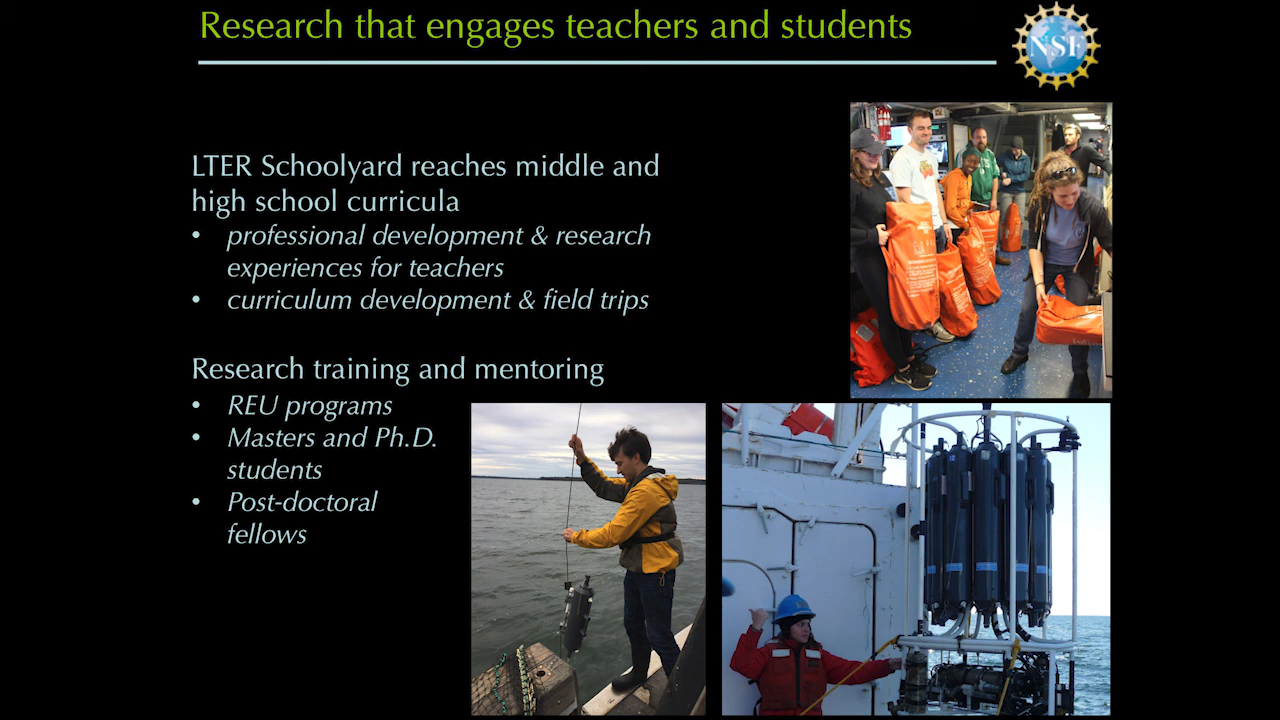 Research that engages teachers and students
NSF
LTER Schoolyard reaches middle and
high school curricula
• professional development & research
experiences for teachers
• curriculum development & field trips
Research training and mentoring
• REU programs
• Masters and Ph.D.
students
• Post-doctoral
fellows